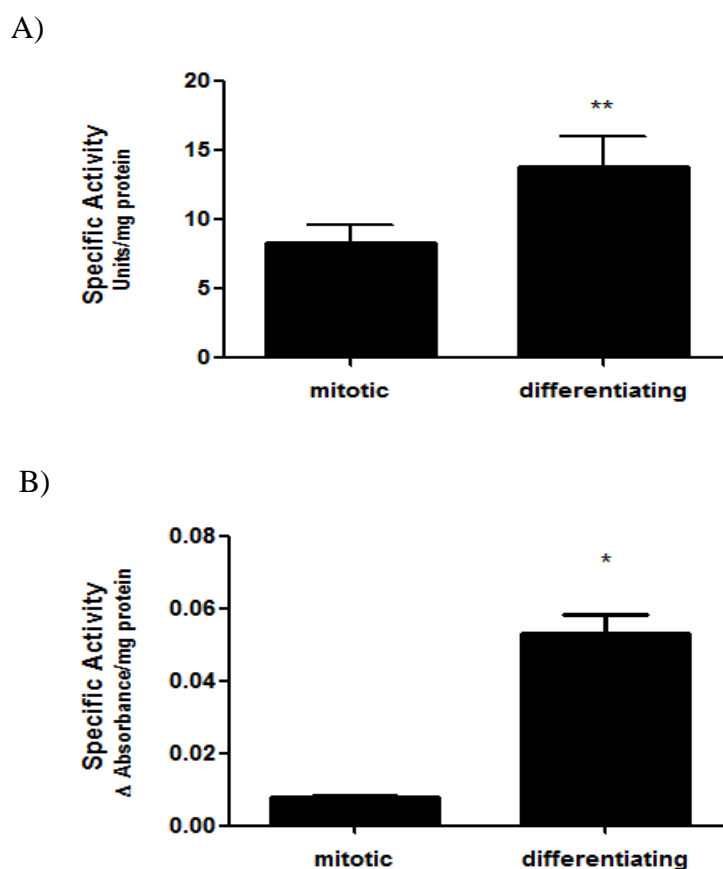 A)
Specific Activity
Units/mg protein
20
15
10
5
0
**
mitotic
differentiating
B)
Specific Activity
Δ Absorbance/mg protein
0.08
0.06
0.04
0.02
0.00
*
mitotic
differentiating